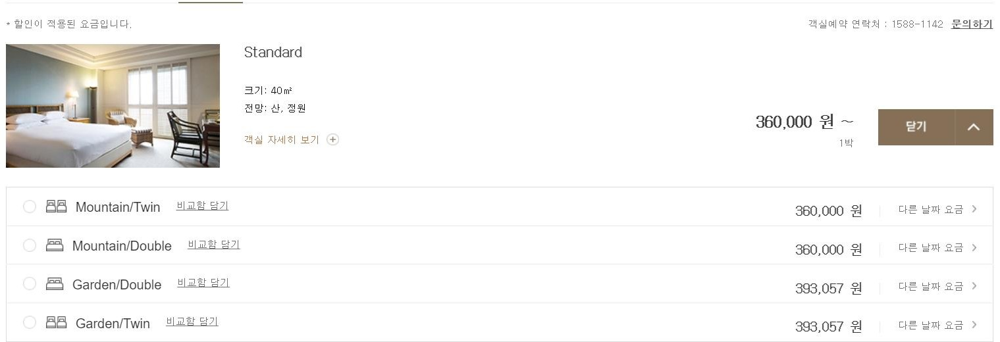 * 할인이 적용된 요금입니다.
객실예약 연락처 : 1588-1142 문의하기
Standard
크기: 40㎡
전망: 산, 정원
객실 자세히 보기
360,000 원 ~
1박
닫기
Mountain/Twin 비교함 담기 360,000 원 다른 날짜 요금
Mountain/Double 비교함 담기 360,000 원 다른 날짜 요금
Garden/Double 비교함 담기 393,057 원 다른 날짜 요금
Garden/Twin 비교함 담기 393,057 원 다른 날짜 요금